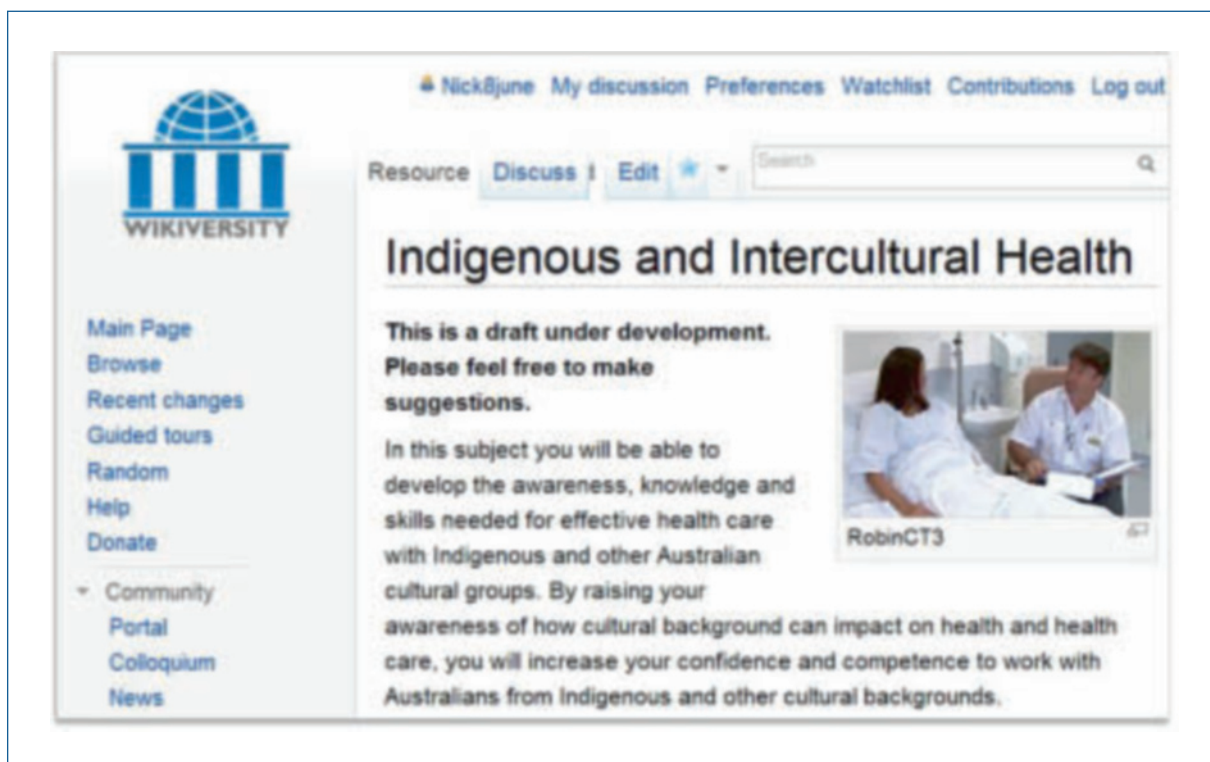 Nick8june My discussion Preferences Watchlist Contributions Log out
Resource Discuss Edit
Search
WIKIVERSITY
Indigenous and Intercultural Health
Main Page
Browse
Recent changes
Guided tours
Random
Help
Donate
Community
Portal
Colloquium
News
This is a draft under development.
Please feel free to make
suggestions.
In this subject you will be able to
develop the awareness, knowledge and
skills needed for effective health care
with Indigenous and other Australian
cultural groups. By raising your
awareness of how cultural background can impact on health and health
care, you will increase your confidence and competence to work with
Australians from Indigenous and other cultural backgrounds.
RobinCT3